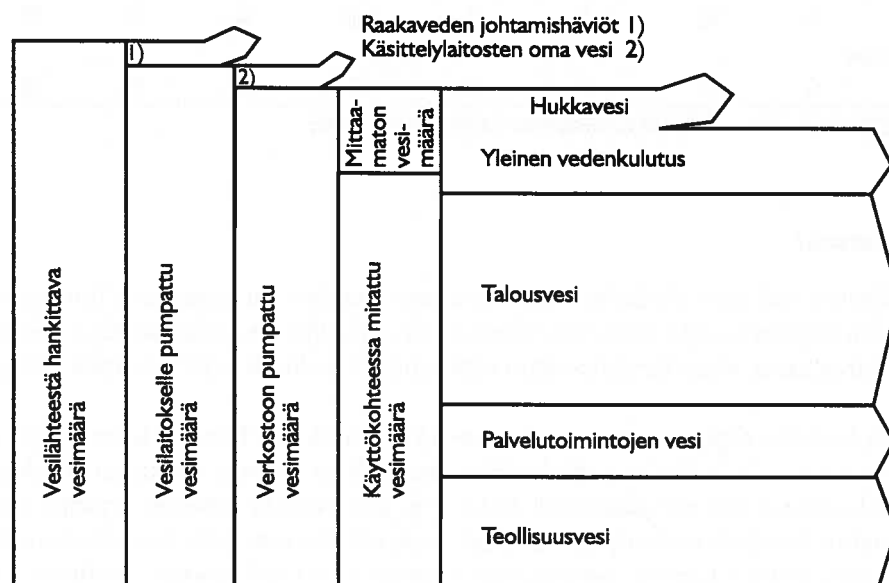 Raakaveden johtamishäviöt 1)
Käsittelylaitosten oma vesi 2)
1)
2)
Hukkavesi
Mittaa-
maton
vesi-
määrä
Yleinen vedenkulutus
Talousvesi
Palvelutoimintojen vesi
Teollisuusvesi
Vesilähteestä hankittava
vesimäärä
Vesilaitokselle pumpattu
vesimäärä
Verkostoon pumpattu
vesimäärä
Käyttökohteessa mitattu
vesimäärä